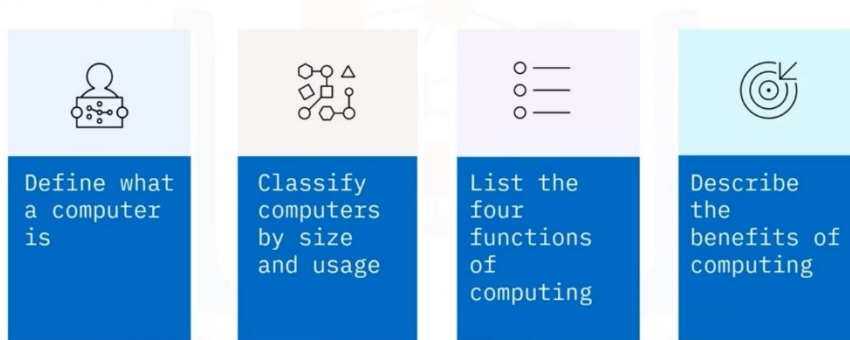 Define what
a computer
is
Classify
computers
by size
and usage
List the
four
functions
of
computing
Describe
the
benefits of
computing